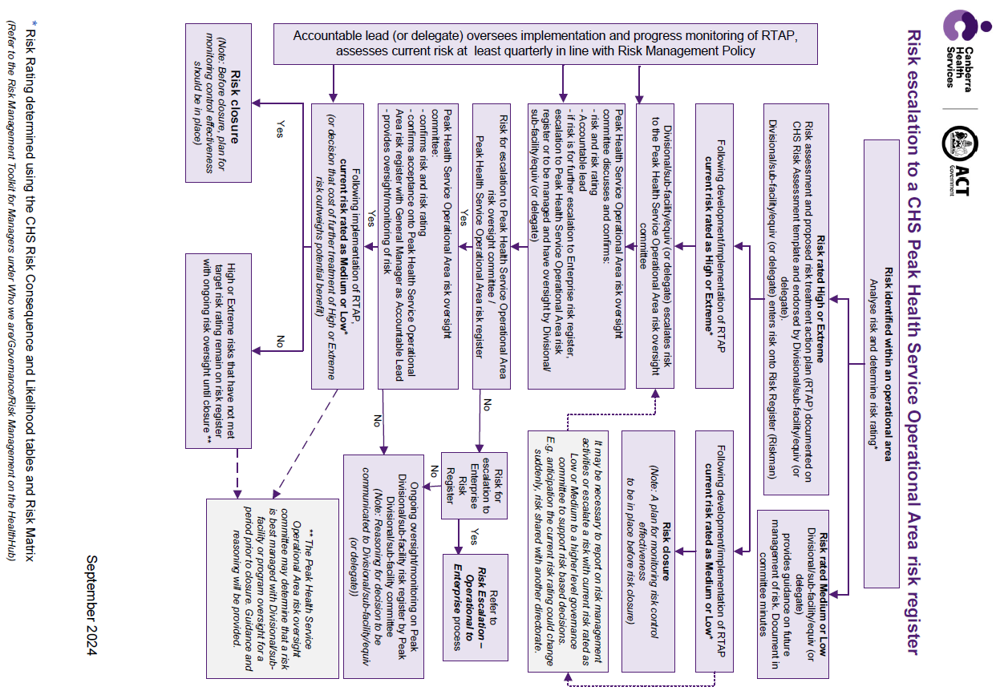 Canberra
Health
Services
ACT
Government
Risk escalation to a CHS Peak Health Service Operational Area risk register
Risk identified within an operational area
Analyse risk and determine risk rating*
Risk rated High or Extreme
Risk assessment and proposed risk treatment action plan (RTAP) documented on
CHS Risk Assessment template and endorsed by Divisional/sub-facility/equiv (or
delegate).
Divisional/sub-facility/equiv (or delegate) enters risk onto Risk Register (Riskman)
Risk rated Medium or Low
Divisional/sub-facility/equiv (or
delegate)
provides guidance on future
management of risk. Document in
committee minutes
Following development/implementation of RTAP
current risk rated as High or Extreme*
Following development/implementation of RTAP
current risk rated as Medium or Low*
Accountable lead (or delegate) oversees implementation and progress monitoring of RTAP,
assesses current risk at least quarterly in line with Risk Management Policy
Divisional/sub-facility/equiv (or delegate) escalates risk
to the Peak Health Service Operational Area risk oversight
committee
Risk closure
(Note: A plan for monitoring risk control
effectiveness
to be in place before risk closure)
Peak Health Service Operational Area risk oversight
committee discusses and confirms:
- risk and risk rating
- Accountable lead
- if risk is for further escalation to Enterprise risk register,
escalation to Peak Health Service Operational Area risk
register or to be managed and have oversight by Divisional/
sub-facility/equiv (or delegate)
It may be necessary to report on risk management
activities or escalate a risk with current risk rated as
Low or Medium to a higher level governance
committee to support risk based decisions.
E.g. anticipation the current risk rating could change
suddenly, risk shared with another directorate.
Risk for escalation to Peak Health Service Operational Area
risk oversight committee /
Peak Health Service Operational Area risk register
No
Risk for
escalation to
Enterprise
Risk
Register
Yes
Refer to
Risk Escalation –
Operational to
Enterprise process
Yes
No
Peak Health Service Operational Area risk oversight
committee:
- confirms risk and risk rating
- confirms acceptance onto Peak Health Service Operational
Area risk register with General Manager as Accountable Lead
- provides oversight/monitoring of risk
No
Ongoing oversight/monitoring on Peak
Divisional/sub-facility risk register by Peak
Divisional/sub-facility committee
(Note: Reasoning for decision to be
communicated to Divisional/sub-facility/equiv
(or delegate))
Yes
Following implementation of RTAP,
current risk rated as Medium or Low*
(or decision that cost of further treatment of High or Extreme
risk outweighs potential benefit)
Yes
No
Risk closure
(Note: Before closure, plan for
monitoring control effectiveness
should be in place)
High or Extreme risks that have not met
target risk rating remain on risk register
with ongoing risk oversight until closure **
** The Peak Health Service
Operational Area risk oversight
committee may determine that a risk
is best managed with Divisional/sub-
facility or program oversight for a
period prior to closure. Guidance and
reasoning will be provided.
September 2024
* Risk Rating determined using the CHS Risk Consequence and Likelihood tables and Risk Matrix
(Refer to the Risk Management Toolkit for Managers under Who we are/Governance/Risk Management on the HealthHub)